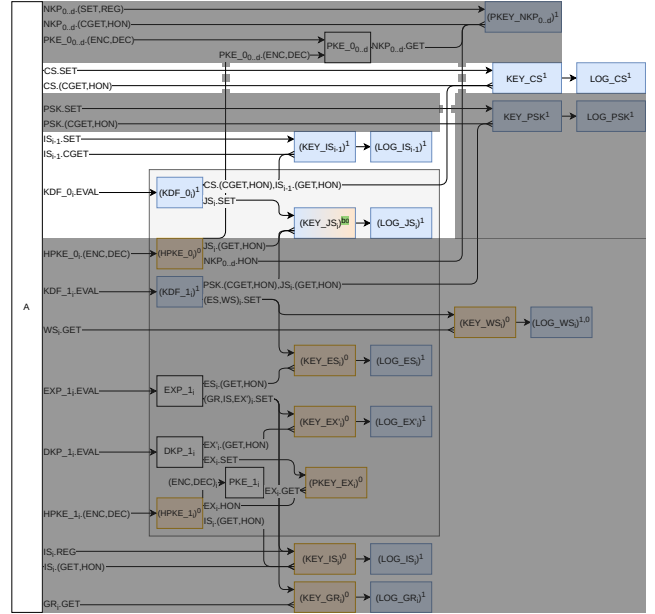 NKP₀..d.(SET,REG)
NKP₀..d.(CGET,HON)
(PKEY_NKP₀..d)¹
PKE_0₀..d.(ENC,DEC)
PKE_0₀..d
NKP₀..d.GET
PKE_0₀..d.(ENC,DEC)
CS.SET
CS.(CGET,HON)
KEY_CS¹
LOG_CS¹
PSK.SET
PSK.(CGET,HON)
KEY_PSK¹
LOG_PSK¹
ISᵢ₋₁.SET
ISᵢ₋₁.CGET
(KEY_ISᵢ₋₁)¹
(LOG_ISᵢ₋₁)¹
KDF_0ᵢ.EVAL
(KDF_0ᵢ)¹
CS.(CGET,HON),ISᵢ₋₁.(GET,HON)
JSᵢ.SET
(KEY_JSᵢ)ᵇ⁰
(LOG_JSᵢ)¹
HPKE_0ᵢ.(ENC,DEC)
(HPKE_0ᵢ)⁰
JSᵢ.(GET,HON)
NKP₀..d.HON
KDF_1ᵢ.EVAL
(KDF_1ᵢ)¹
PSK.(CGET,HON),JSᵢ.(GET,HON)
(ES,WS)ᵢ.SET
A
WSᵢ.GET
(KEY_WSᵢ)⁰
(LOG_WSᵢ)¹·⁰
(KEY_ESᵢ)⁰
(LOG_ESᵢ)¹
EXP_1ᵢ.EVAL
EXP_1ᵢ
ESᵢ.(GET,HON)
(GR,IS,EX')ᵢ.SET
(KEY_EX'ᵢ)⁰
(LOG_EX'ᵢ)¹
DKP_1ᵢ.EVAL
DKP_1ᵢ
EX'ᵢ.(GET,HON)
EXᵢ.SET
(ENC,DEC)ᵢ
PKE_1ᵢ
EXᵢ.GET
(PKEY_EXᵢ)⁰
HPKE_1ᵢ.(ENC,DEC)
(HPKE_1ᵢ)⁰
EXᵢ.HON
ISᵢ.(GET,HON)
ISᵢ.REG
ISᵢ.(GET,HON)
(KEY_ISᵢ)⁰
(LOG_ISᵢ)¹
GRᵢ.GET
(KEY_GRᵢ)⁰
(LOG_GRᵢ)¹